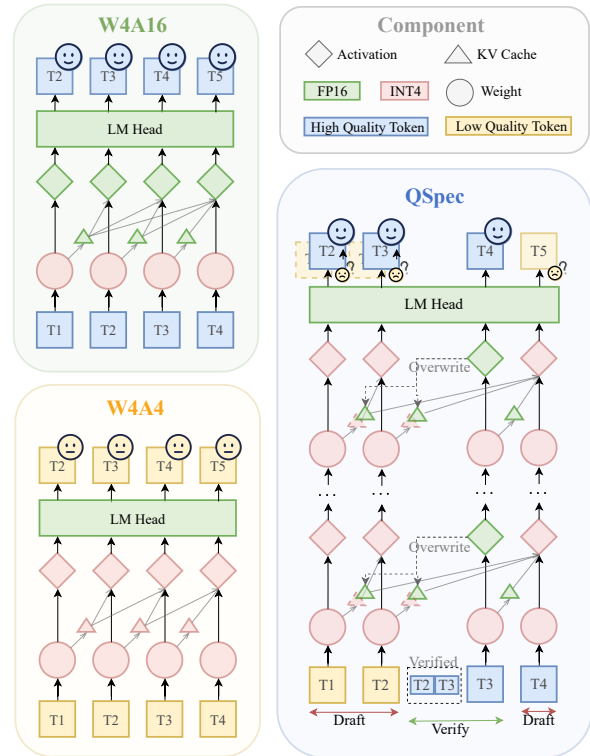 W4A16
T2 T3 T4 T5
LM Head
T1 T2 T3 T4
Component
Activation KV Cache
FP16 INT4 Weight
High Quality Token Low Quality Token
W4A4
T2 T3 T4 T5
LM Head
T1 T2 T3 T4
QSpec
T2 T3 T4 T5
? ? ?
LM Head
Overwrite
... ...
Overwrite
Verified
T1 T2 T2 T3 T3 T4
Draft Verify Draft